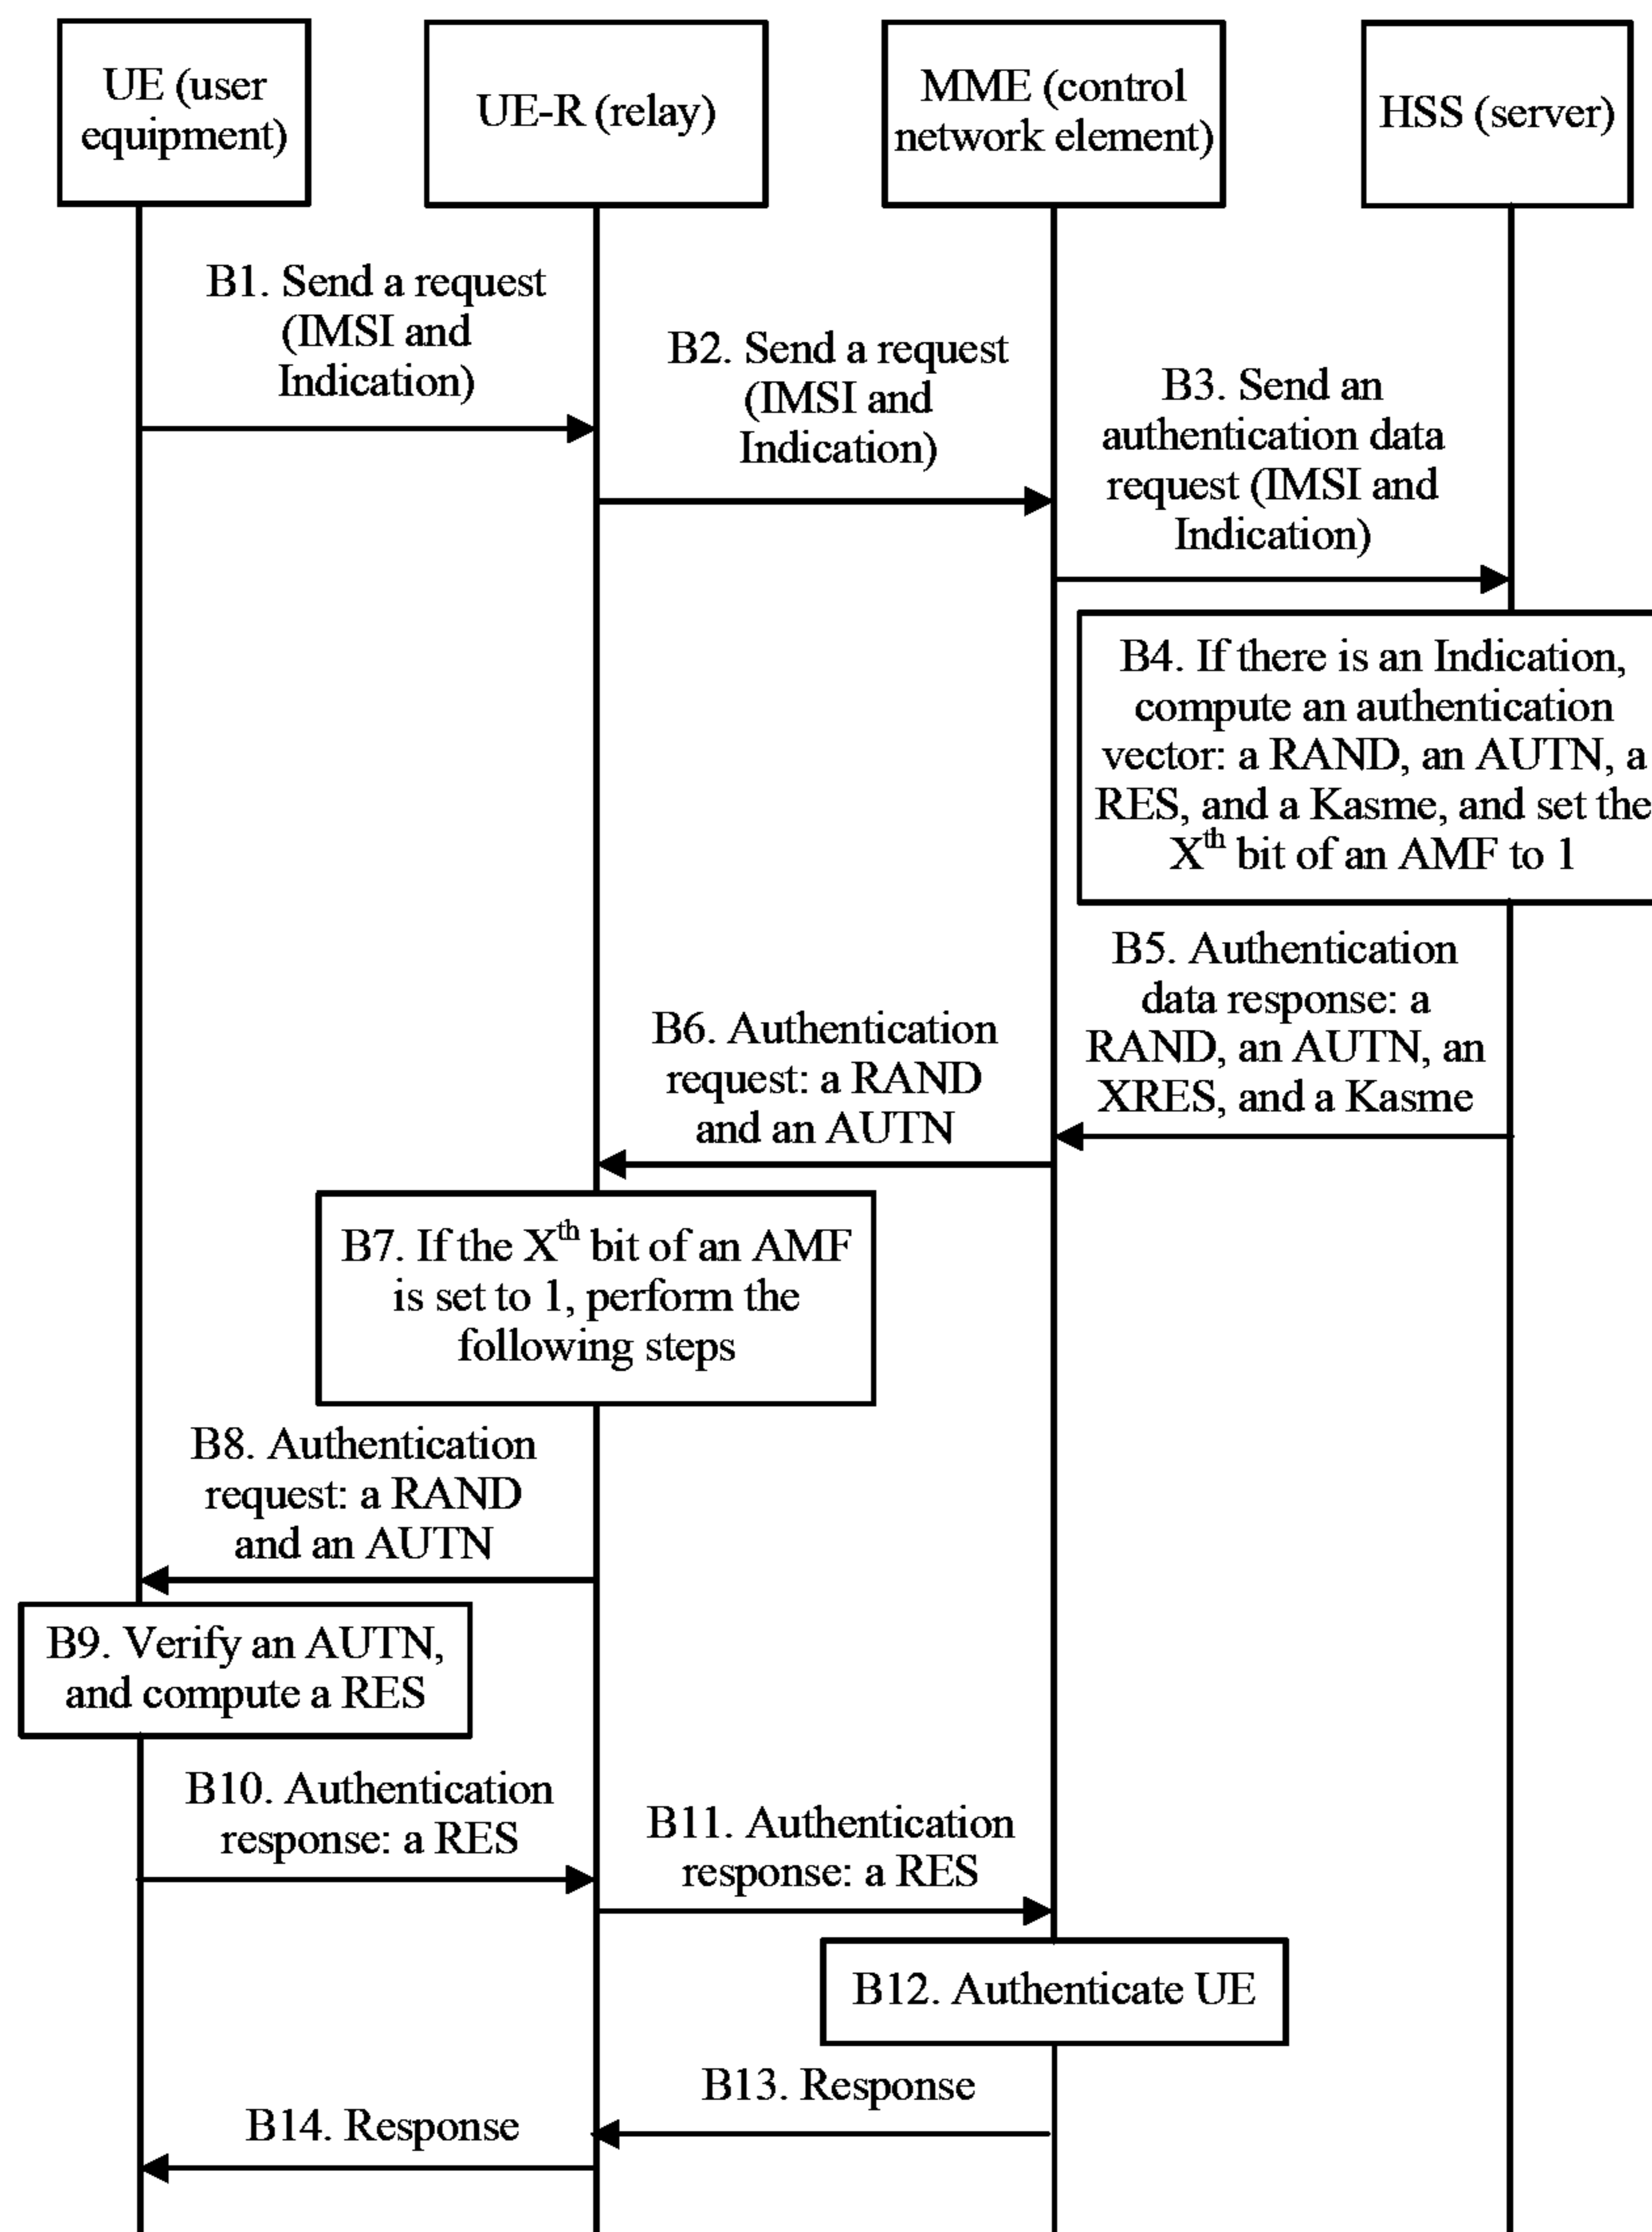 UE (user
equipment)
UE-R (relay)
MME (control
network element)
HSS (server)
B1. Send a request
(IMSI and
Indication)
B2. Send a request
(IMSI and
Indication)
B3. Send an
authentication data
request (IMSI and
Indication)
B4. If there is an Indication,
compute an authentication
vector: a RAND, an AUTN, a
RES, and a Kasme, and set the
Xth bit of an AMF to 1
B5. Authentication
data response: a
RAND, an AUTN, an
XRES, and a Kasme
B6. Authentication
request: a RAND
and an AUTN
B7. If the Xth bit of an AMF
is set to 1, perform the
following steps
B8. Authentication
request: a RAND
and an AUTN
B9. Verify an AUTN,
and compute a RES
B10. Authentication
response: a RES
B11. Authentication
response: a RES
B12. Authenticate UE
B13. Response
B14. Response